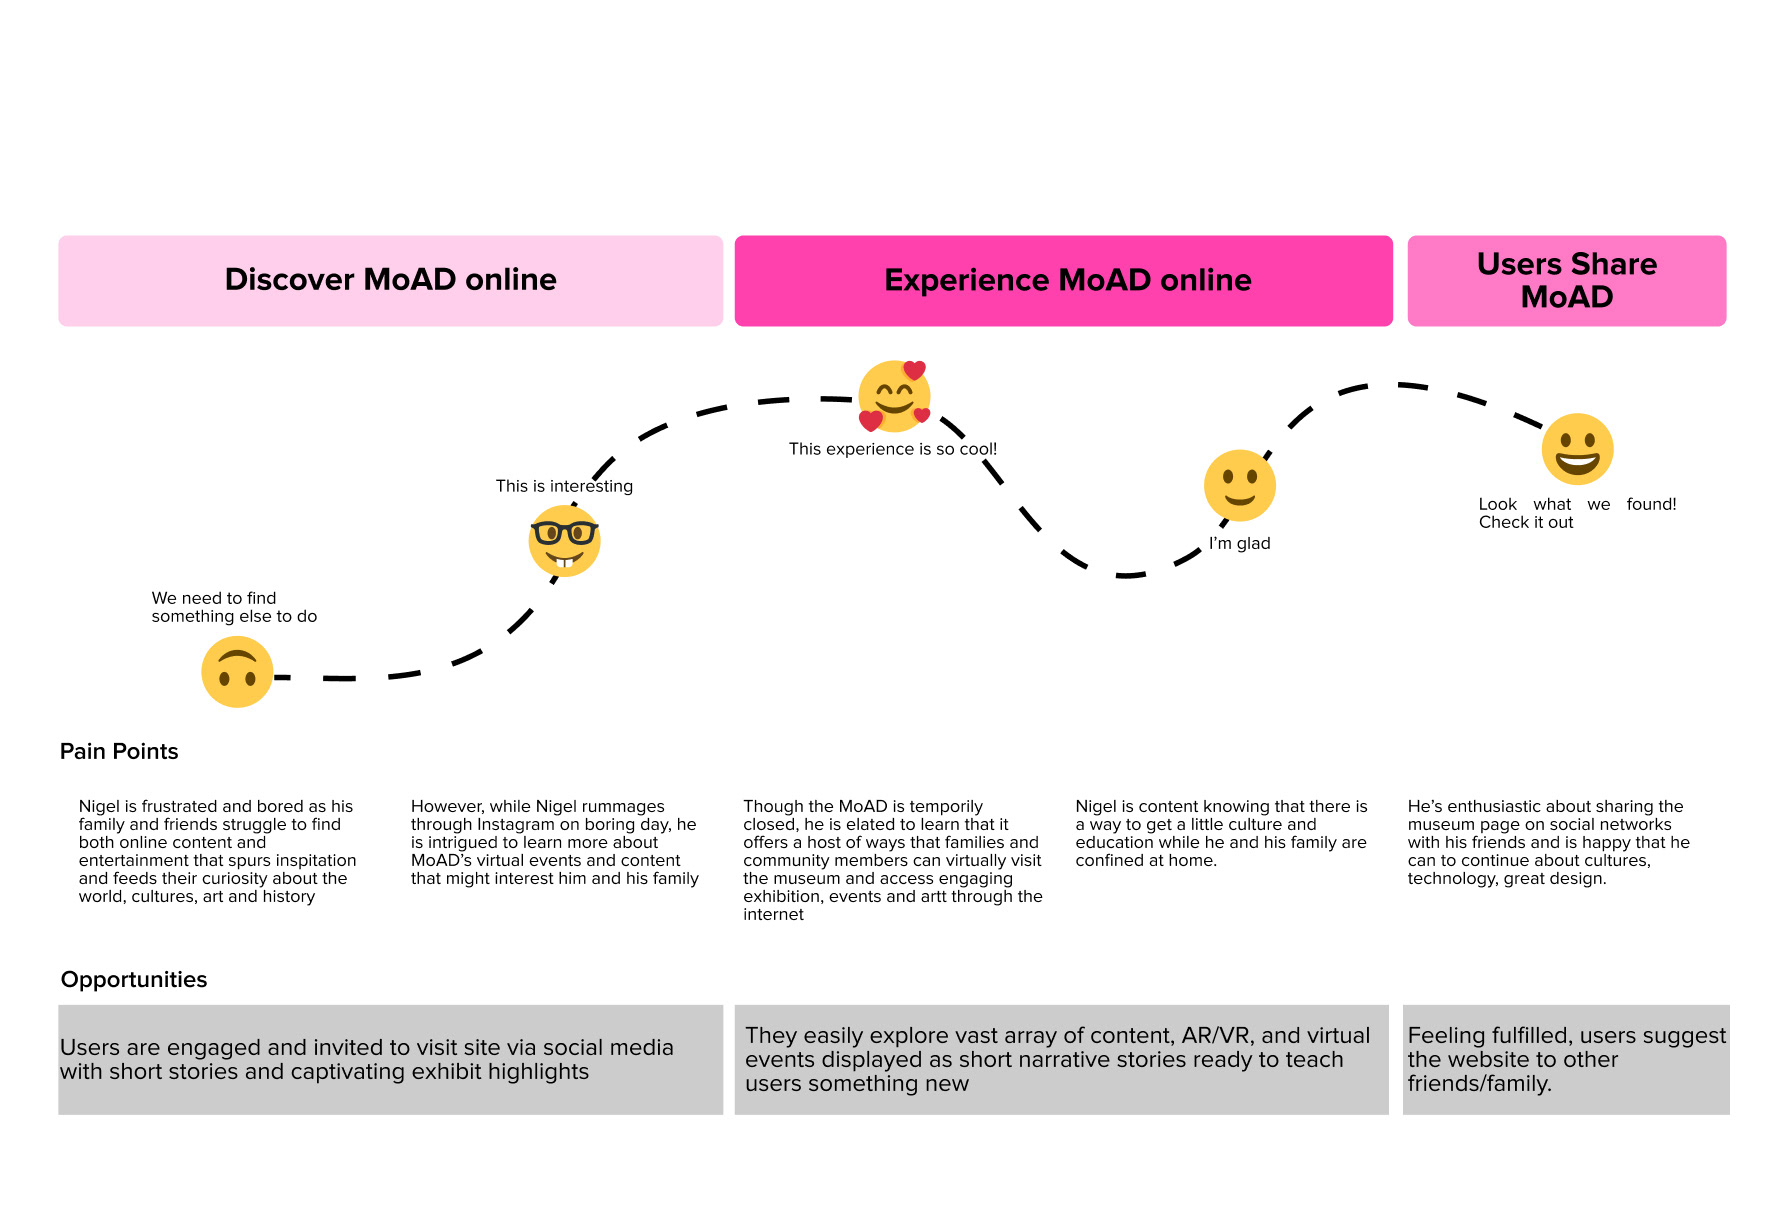 Discover MoAD online
Experience MoAD online
Users Share
MoAD
This experience is so cool!
This is interesting
Look what we found!
Check it out
I'm glad
We need to find
something else to do
Pain Points
Nigel is frustrated and bored as his
family and friends struggle to find
both online content and
entertainment that spurs inspitation
and feeds their curiosity about the
world, cultures, art and history
However, while Nigel rummages
through Instagram on boring day, he
is intrigued to learn more about
MoAD's virtual events and content
that might interest him and his family
Though the MoAD is temporily
closed, he is elated to learn that it
offers a host of ways that families and
community members can virtually visit
the museum and access engaging
exhibition, events and artt through the
internet
Nigel is content knowing that there is
a way to get a little culture and
education while he and his family are
confined at home.
He's enthusiastic about sharing the
museum page on social networks
with his friends and is happy that he
can to continue about cultures,
technology, great design.
Opportunities
Users are engaged and invited to visit site via social media
with short stories and captivating exhibit highlights
They easily explore vast array of content, AR/VR, and virtual
events displayed as short narrative stories ready to teach
users something new
Feeling fulfilled, users suggest
the website to other
friends/family.